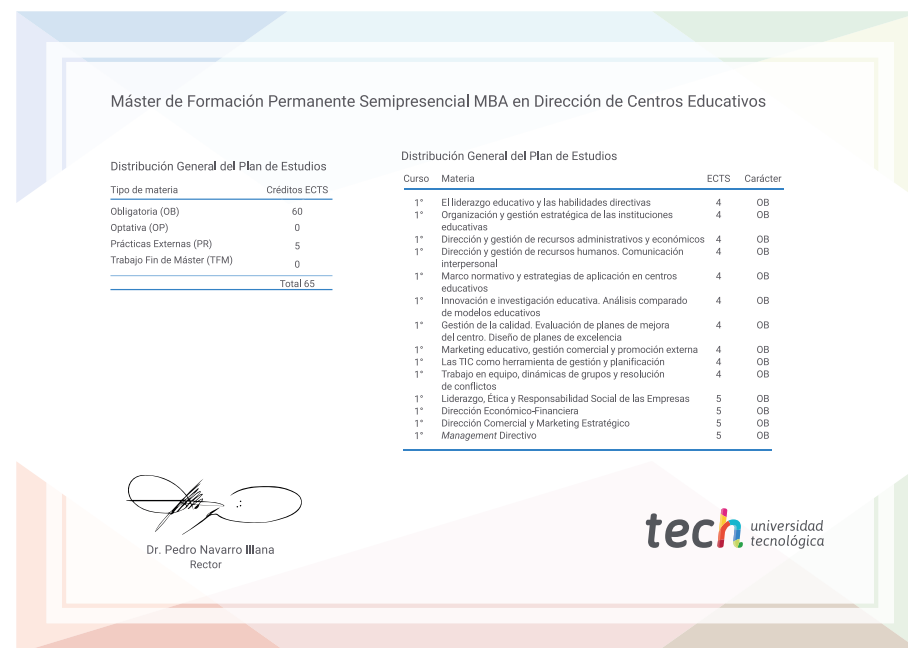 Máster de Formación Permanente Semipresencial MBA en Dirección de Centros Educativos
Distribución General del Plan de Estudios
Tipo de materia Créditos ECTS
Obligatoria (OB) 60
Optativa (OP) 0
Prácticas Externas (PR) 5
Trabajo Fin de Máster (TFM) 0
Total 65
Distribución General del Plan de Estudios
Curso Materia ECTS Carácter
1° El liderazgo educativo y las habilidades directivas 4 OB
1° Organización y gestión estratégica de las instituciones 4 OB
educativas
1° Dirección y gestión de recursos administrativos y económicos 4 OB
1° Dirección y gestión de recursos humanos. Comunicación 4 OB
interpersonal
1° Marco normativo y estrategias de aplicación en centros 4 OB
educativos
1° Innovación e investigación educativa. Análisis comparado 4 OB
de modelos educativos
1° Gestión de la calidad. Evaluación de planes de mejora 4 OB
del centro. Diseño de planes de excelencia
1° Marketing educativo, gestión comercial y promoción externa 4 OB
1° Las TIC como herramienta de gestión y planificación 4 OB
1° Trabajo en equipo, dinámicas de grupos y resolución 4 OB
de conflictos
1° Liderazgo, Ética y Responsabilidad Social de las Empresas 5 OB
1° Dirección Económico-Financiera 5 OB
1° Dirección Comercial y Marketing Estratégico 5 OB
1° Management Directivo 5 OB
Dr. Pedro Navarro Illana
Rector
tech universidad
tecnológica